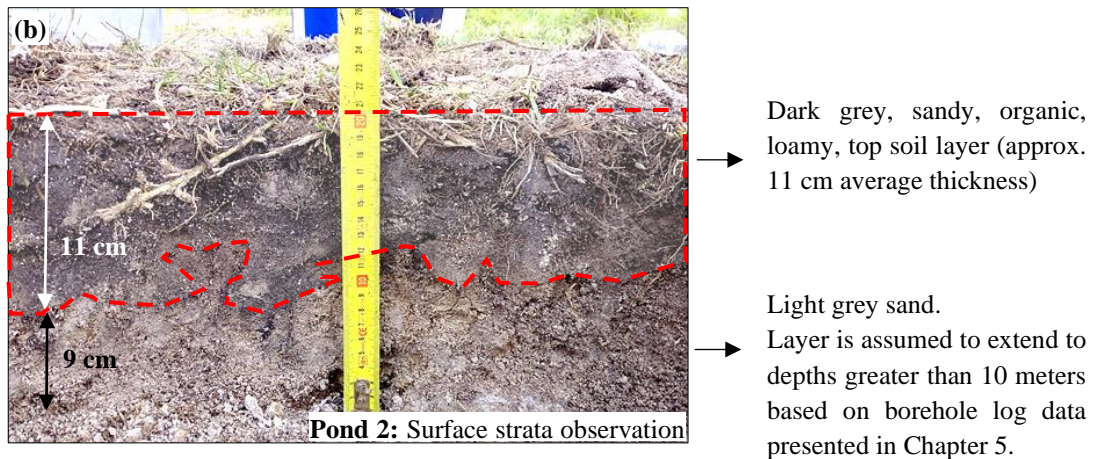 (b)
Dark grey, sandy, organic,
loamy, top soil layer (approx.
11 cm average thickness)
11 cm
9 cm
Light grey sand.
Layer is assumed to extend to
depths greater than 10 meters
based on borehole log data
presented in Chapter 5.
Pond 2: Surface strata observation